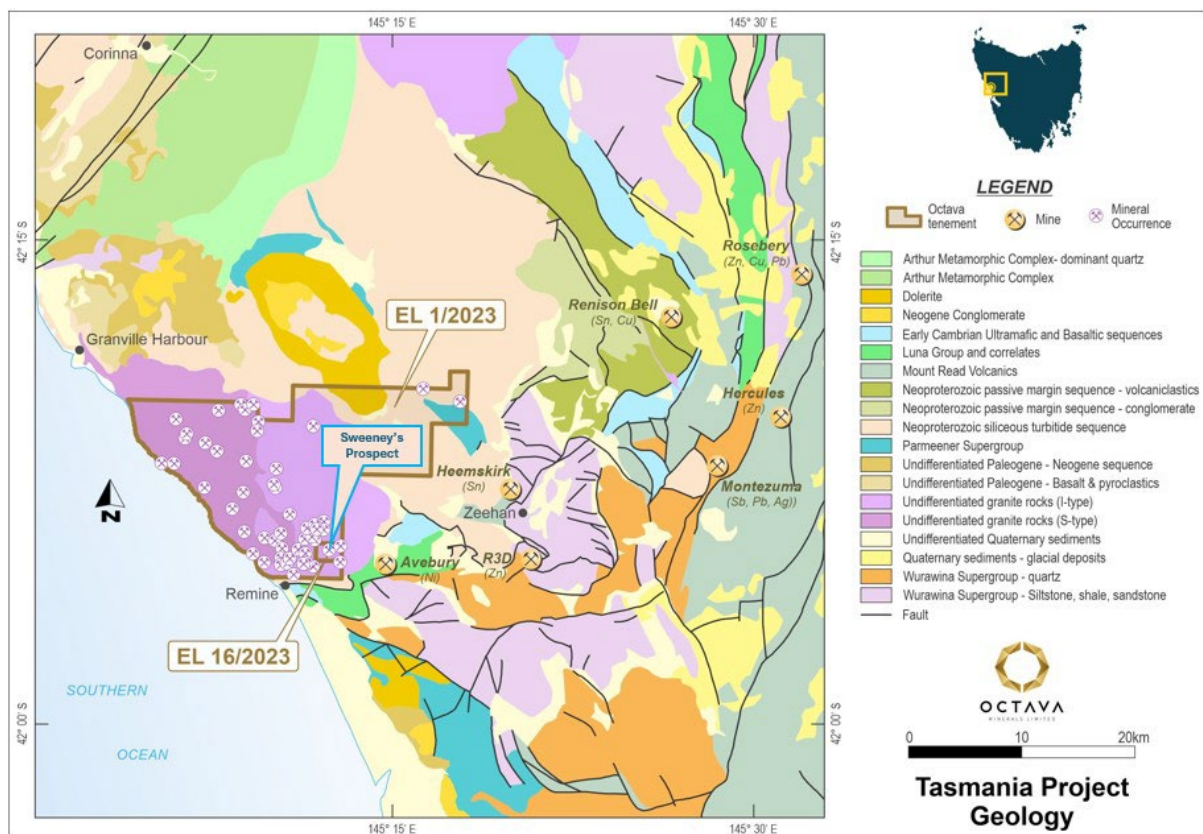 145° 15' E
145° 30' E
Corinna
42° 15' S
42° 15' S
Rosebery
(Zn, Cu, Pb)
Renison Bell
(Sn, Cu)
EL 1/2023
Granville Harbour
Hercules
(Zn)
Sweeney's
Prospect
Heemskirk
(Sn)
Montezuma
(Sb, Pb, Ag))
Zeehan
N
Avebury
(Ni)
R3D
(Zn)
Remine
EL 16/2023
SOUTHERN
OCEAN
42° 00' S
42° 00' S
145° 15' E
145° 30' E
LEGEND
Octava
tenement
Mine
Mineral
Occurrence
Arthur Metamorphic Complex- dominant quartz
Arthur Metamorphic Complex
Dolerite
Neogene Conglomerate
Early Cambrian Ultramafic and Basaltic sequences
Luna Group and correlates
Mount Read Volcanics
Neoproterozoic passive margin sequence - volcaniclastics
Neoproterozoic passive margin sequence - conglomerate
Neoproterozoic siliceous turbitide sequence
Parmeener Supergroup
Undifferentiated Paleogene - Neogene sequence
Undifferentiated Paleogene - Basalt & pyroclastics
Undifferentiated granite rocks (I-type)
Undifferentiated granite rocks (S-type)
Undifferentiated Quaternary sediments
Quaternary sediments - glacial deposits
Wurawina Supergroup - quartz
Wurawina Supergroup - Siltstone, shale, sandstone
Fault
OCTAVA
MINERALS LIMITED
0 10 20km
Tasmania Project
Geology